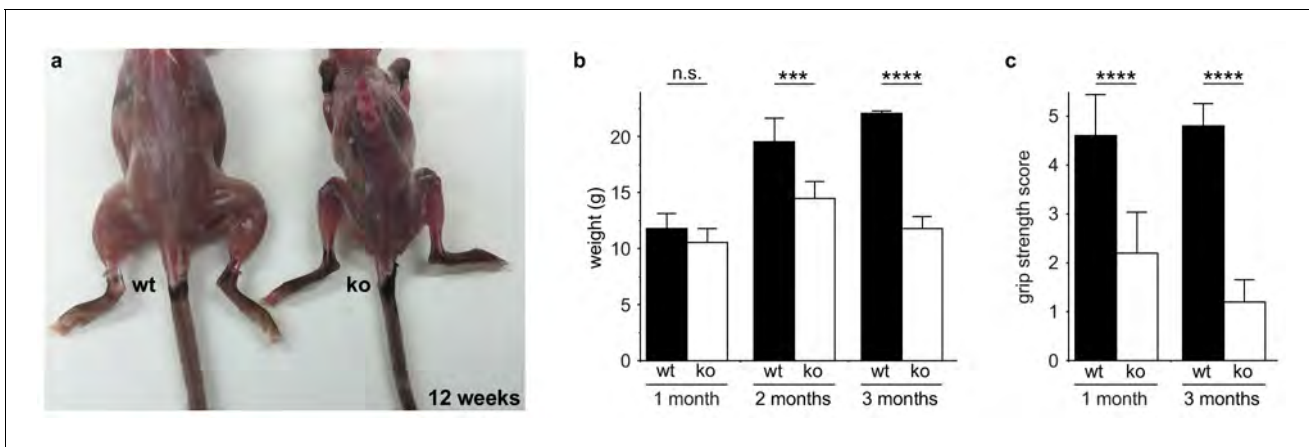 a
wt
ko
12 weeks
b
n.s.
***
****
weight (g)
20
15
10
5
0
wt ko wt ko wt ko
1 month 2 months 3 months
c
**** ****
grip strength score
5
4
3
2
1
0
wt ko wt ko
1 month 3 months